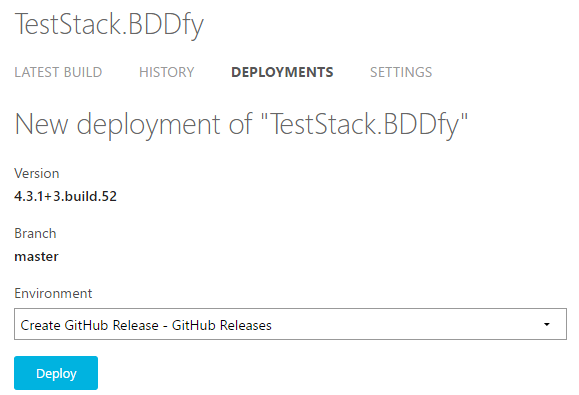 TestStack.BDDfy
LATEST BUILD HISTORY DEPLOYMENTS SETTINGS
New deployment of "TestStack.BDDfy"
Version
4.3.1+3.build.52
Branch
master
Environment
Create GitHub Release - GitHub Releases
Deploy